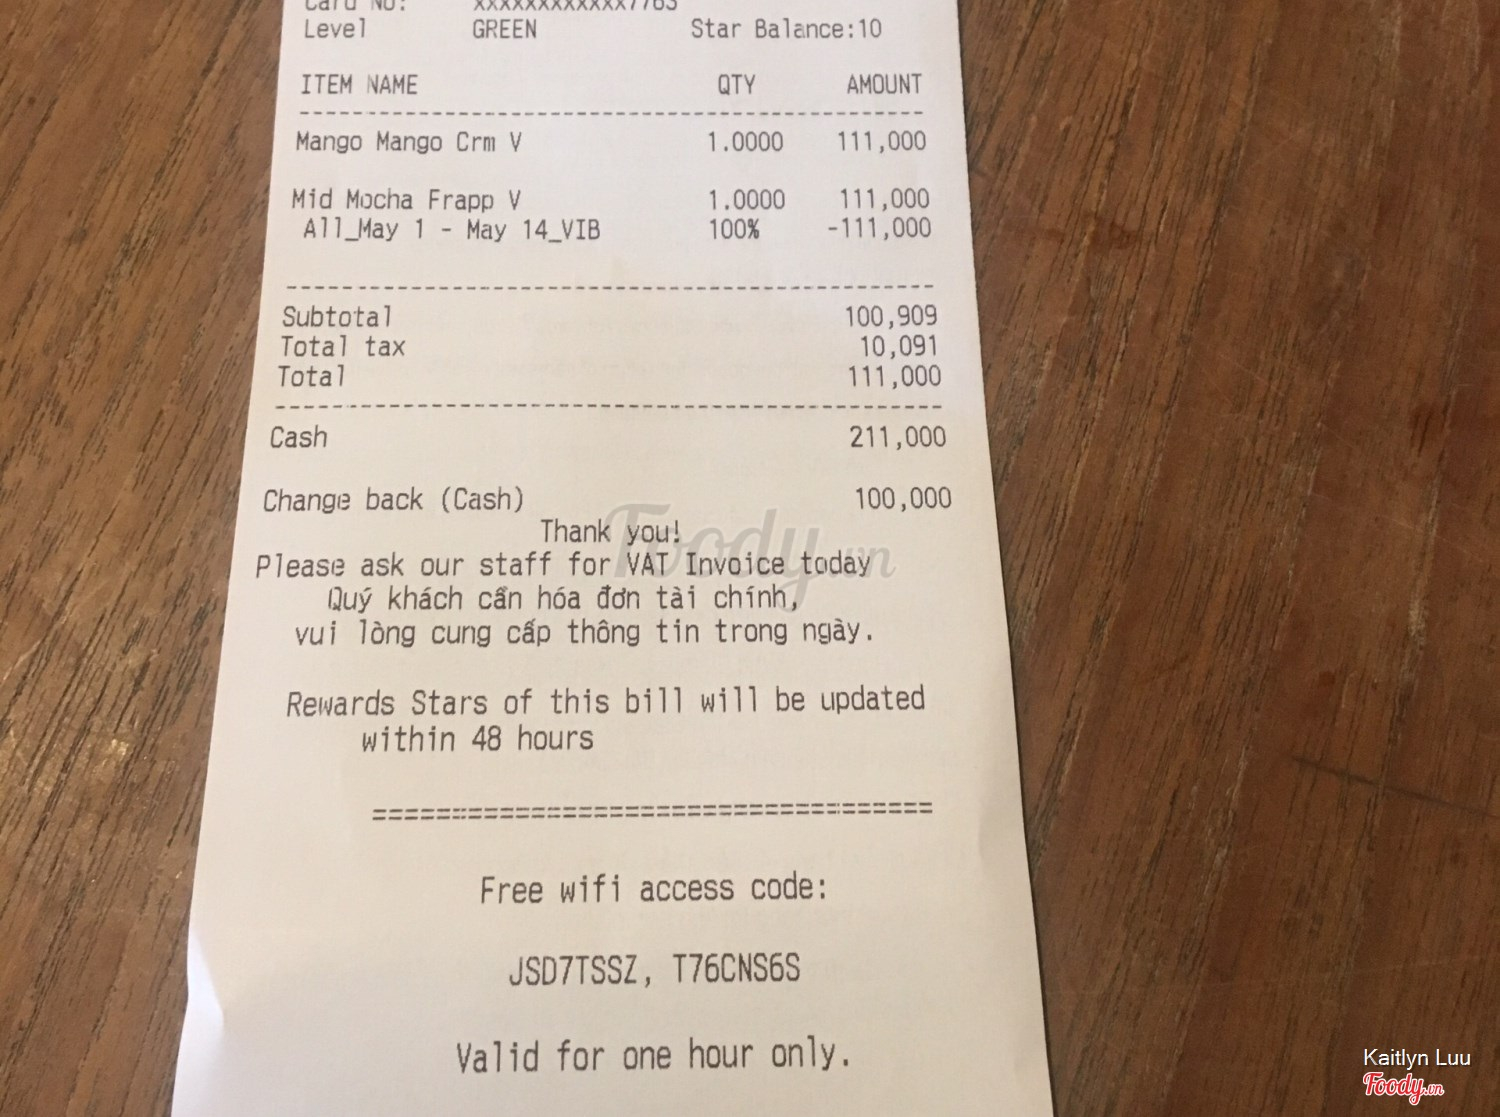 Card No: xxxxxxxxxxxx7763
Level GREEN Star Balance:10
ITEM NAME QTY AMOUNT
Mango Mango Crm V 1.0000 111,000
Mid Mocha Frapp V 1.0000 111,000
All_May 1 - May 14_VIB 100% -111,000
Subtotal 100,909
Total tax 10,091
Total 111,000
Cash 211,000
Change back (Cash) 100,000
Thank you!
Please ask our staff for VAT Invoice today
Quý khách cần hóa đơn tài chính,
vui lòng cung cấp thông tin trong ngày.
Rewards Stars of this bill will be updated
within 48 hours
====================================
Free wifi access code:
JSD7TSSZ, T76CNS6S
Valid for one hour only.
Foody.vn
Kaitlyn Luu
Foody.vn